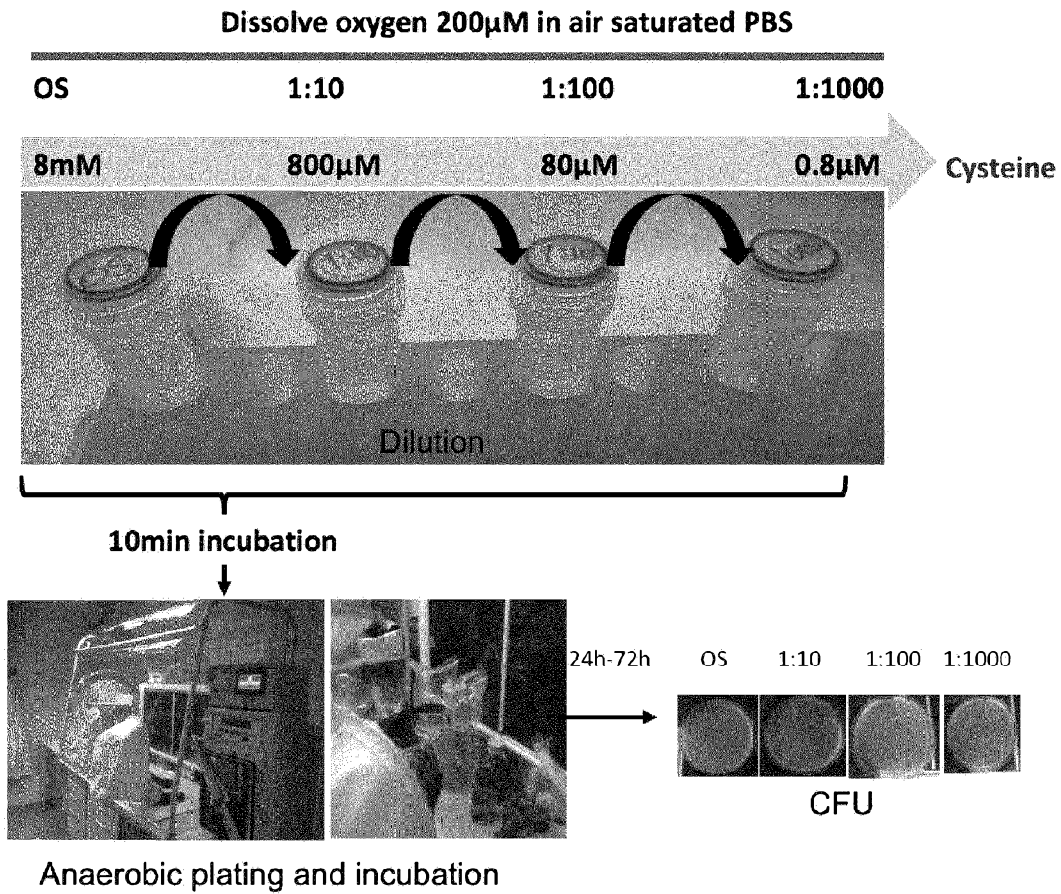 Dissolve oxygen 200µM in air saturated PBS
OS 1:10 1:100 1:1000
8mM 800µM 80µM 0.8µM
Cysteine
Dilution
10min incubation
24h-72h
OS 1:10 1:100 1:1000
CFU
Anaerobic plating and incubation